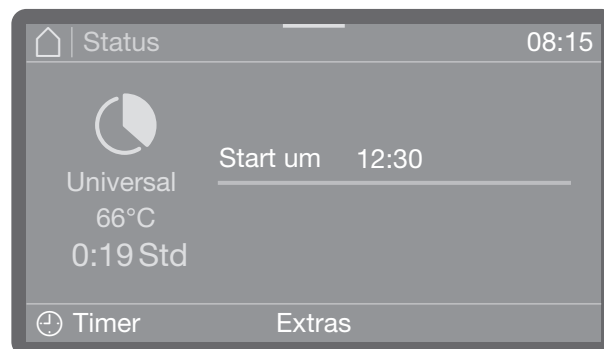 Status
08:15
Universal
66°C
0:19 Std
Start um 12:30
Timer
Extras